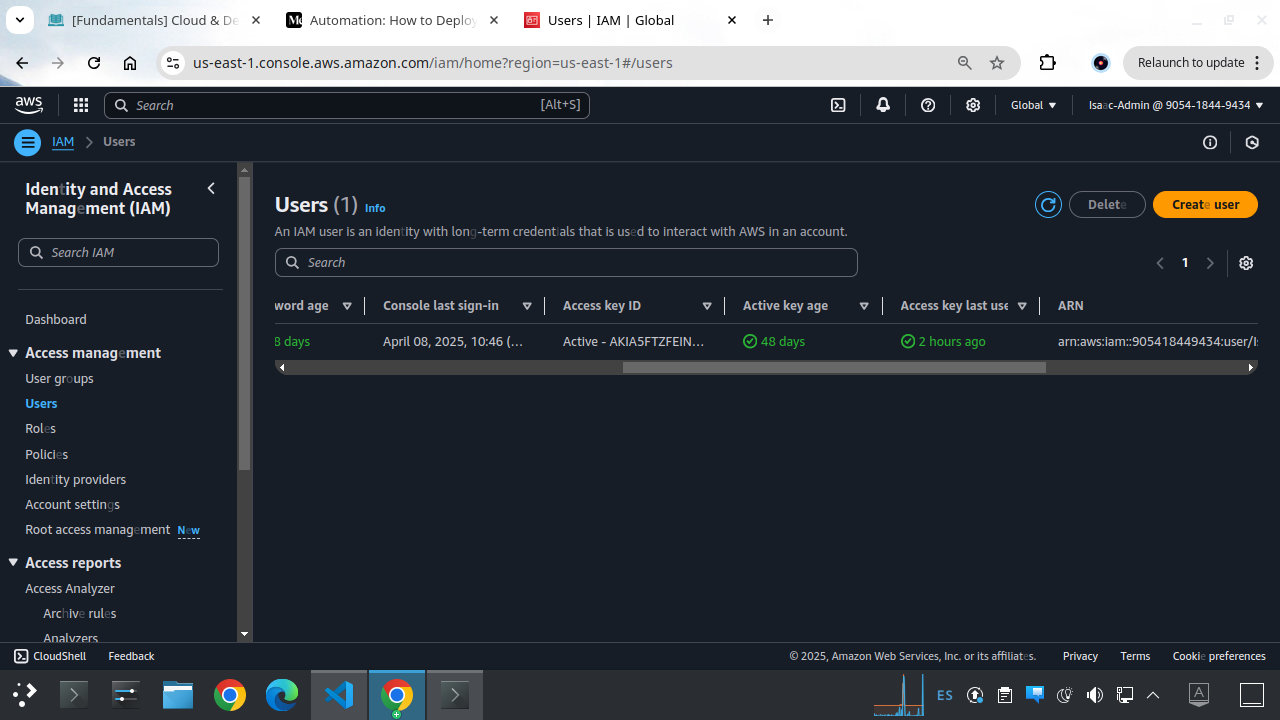 [Fundamentals] Cloud & De
Automation: How to Deploy
Users | IAM | Global
us-east-1.console.aws.amazon.com/iam/home?region=us-east-1#/users
Relaunch to update
aws
Search
[Alt+S]
Global
Isaac-Admin @ 9054-1844-9434
IAM
Users
Identity and Access
Management (IAM)
Search IAM
Dashboard
Access management
User groups
Users
Roles
Policies
Identity providers
Account settings
Root access management New
Access reports
Access Analyzer
Archive rules
Analyzers
Users (1) Info
Delete
Create user
An IAM user is an identity with long-term credentials that is used to interact with AWS in an account.
Search
1
word age
Console last sign-in
Access key ID
Active key age
Access key last use
ARN
8 days
April 08, 2025, 10:46 (...
Active - AKIA5FTZFEIN...
48 days
2 hours ago
arn:aws:iam::905418449434:user/Is
CloudShell
Feedback
© 2025, Amazon Web Services, Inc. or its affiliates.
Privacy
Terms
Cookie preferences
ES
A